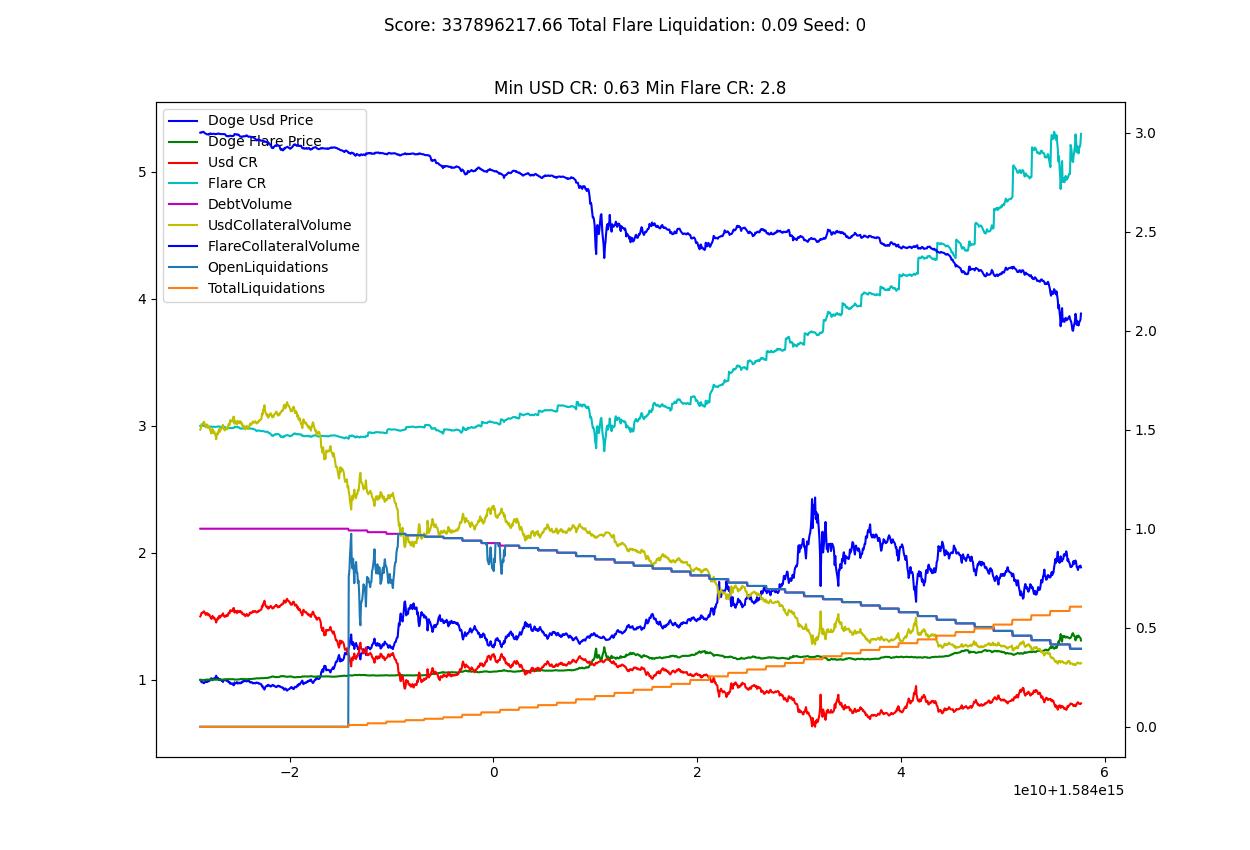 Score: 337896217.66 Total Flare Liquidation: 0.09 Seed: 0
Min USD CR: 0.63 Min Flare CR: 2.8
Doge Usd Price
Doge Flare Price
Usd CR
Flare CR
DebtVolume
UsdCollateralVolume
FlareCollateralVolume
OpenLiquidations
TotalLiquidations
5
4
3
2
1
3.0
2.5
2.0
1.5
1.0
0.5
0.0
−2 0 2 4 6
1e10+1.584e15